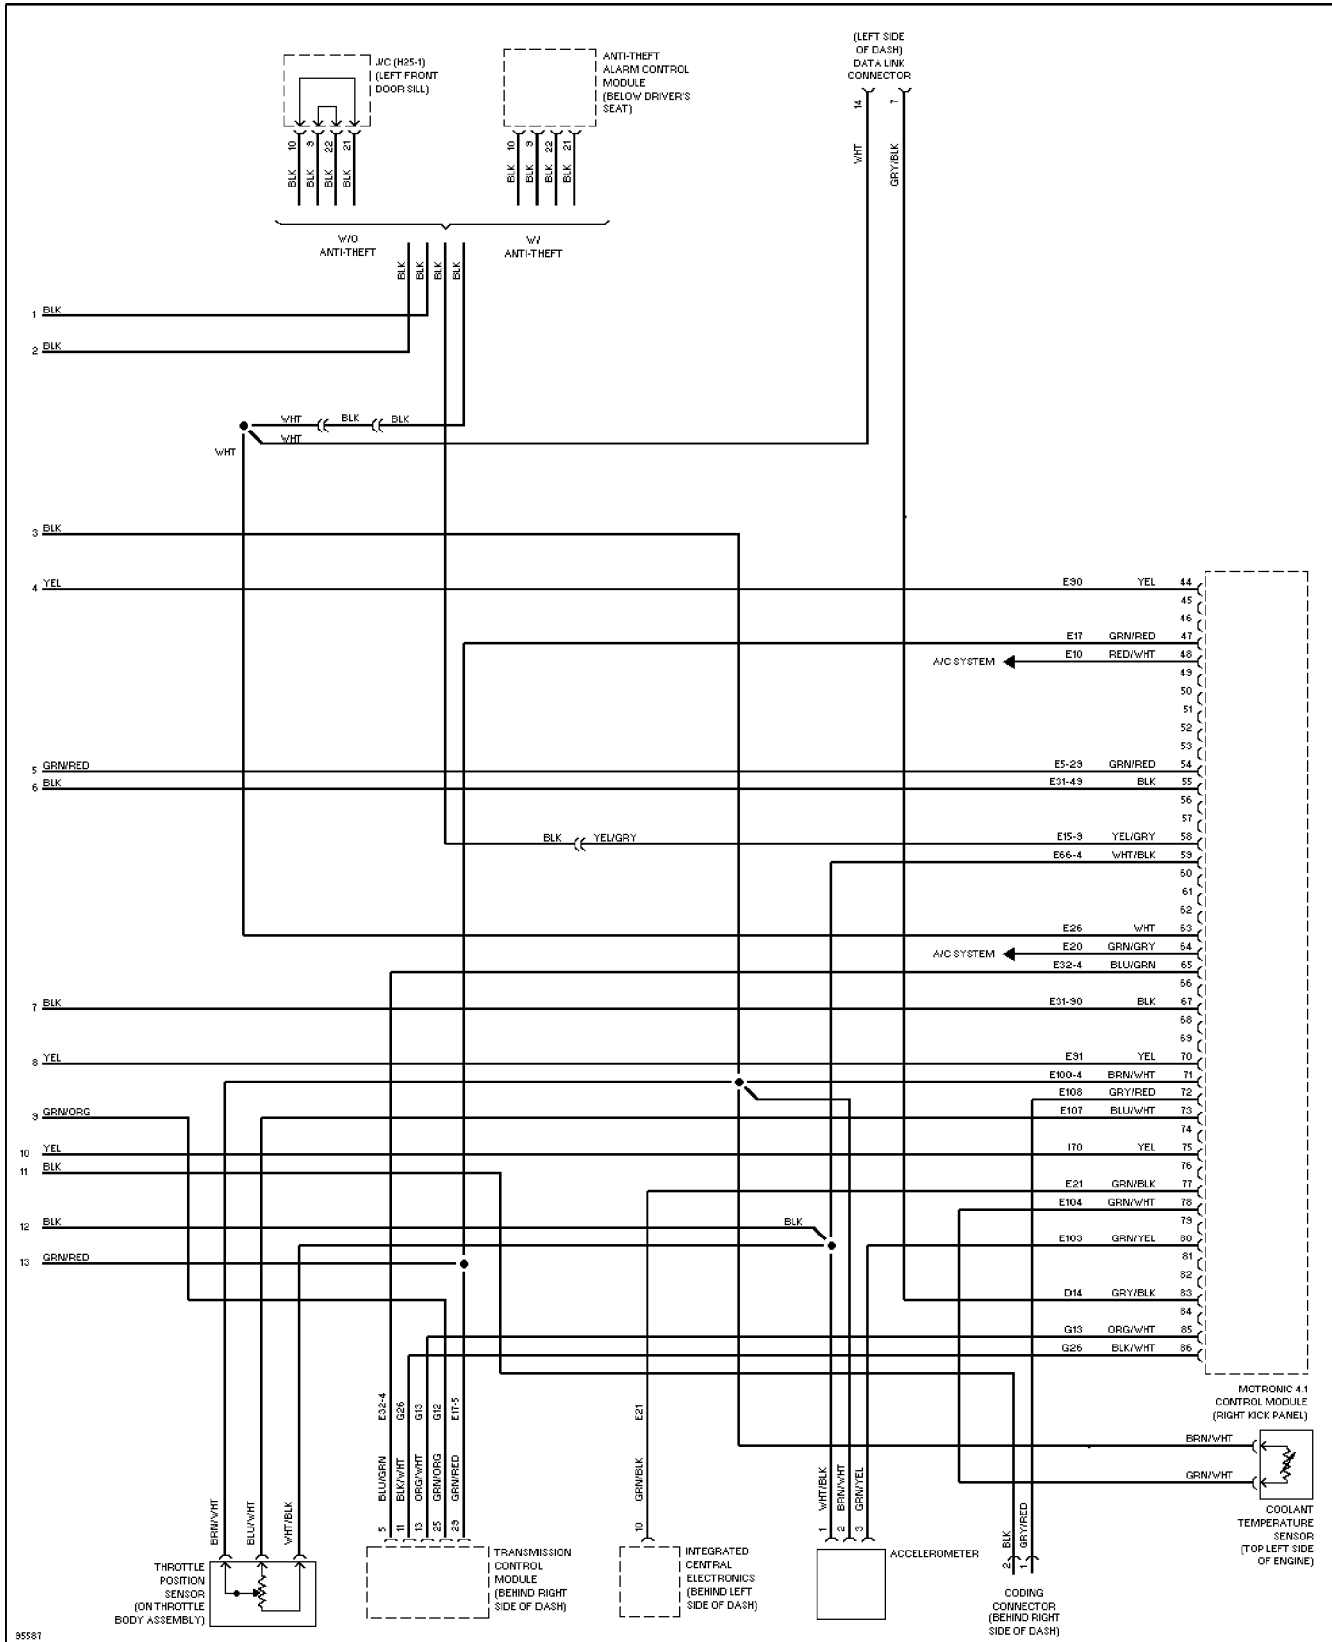 J/C (H25-1)
(LEFT FRONT
DOOR SILL)
ANTI-THEFT
ALARM CONTROL
MODULE
(BELOW DRIVER'S
SEAT)
(LEFT SIDE
OF DASH)
DATA LINK
CONNECTOR
10 9 22 21
BLK BLK BLK BLK
10 9 22 21
BLK BLK BLK BLK
14 7
WHT GRY/BLK
W/O
ANTI-THEFT
W/
ANTI-THEFT
BLK BLK BLK BLK
1 BLK
2 BLK
WHT BLK BLK
WHT
WHT
3 BLK
4 YEL E90 YEL 44
45
46
E17 GRN/RED 47
A/C SYSTEM E10 RED/WHT 48
49
50
51
52
53
5 GRN/RED E5-29 GRN/RED 54
6 BLK E31-49 BLK 55
56
57
BLK YEL/GRY E15-9 YEL/GRY 58
E66-4 WHT/BLK 59
60
61
62
E26 WHT 63
A/C SYSTEM E20 GRN/GRY 64
E32-4 BLU/GRN 65
66
7 BLK E31-90 BLK 67
68
69
8 YEL E91 YEL 70
E100-4 BRN/WHT 71
E108 GRY/RED 72
9 GRN/ORG E107 BLU/WHT 73
74
10 YEL I70 YEL 75
11 BLK 76
E21 GRN/BLK 77
E104 GRN/WHT 78
12 BLK BLK 79
E103 GRN/YEL 80
13 GRN/RED 81
82
D14 GRY/BLK 83
84
G13 ORG/WHT 85
G26 BLK/WHT 86
MOTRONIC 4.1
CONTROL MODULE
(RIGHT KICK PANEL)
E32-4 G26 G13 G12 E17-5
BLU/GRN BLK/WHT ORG/WHT GRN/ORG GRN/RED
5 11 13 25 29
E21
GRN/BLK
10
WHT/BLK BRN/WHT GRN/YEL
1 2 3
BLK GRY/RED
2 1
BRN/WHT
GRN/WHT
COOLANT
TEMPERATURE
SENSOR
(TOP LEFT SIDE
OF ENGINE)
BRN/WHT BLU/WHT WHT/BLK
THROTTLE
POSITION
SENSOR
(ON THROTTLE
BODY ASSEMBLY)
TRANSMISSION
CONTROL
MODULE
(BEHIND RIGHT
SIDE OF DASH)
INTEGRATED
CENTRAL
ELECTRONICS
(BEHIND LEFT
SIDE OF DASH)
ACCELEROMETER
CODING
CONNECTOR
(BEHIND RIGHT
SIDE OF DASH)
95587